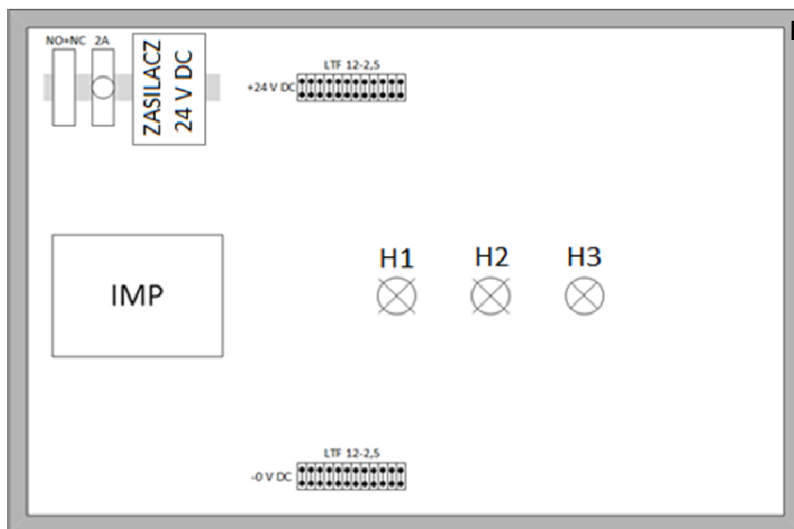 NO+NC 2A
ZASILACZ
24 V DC
LTF 12-2,5
+24 V DC
IMP
H1 H2 H3
LTF 12-2,5
-0 V DC